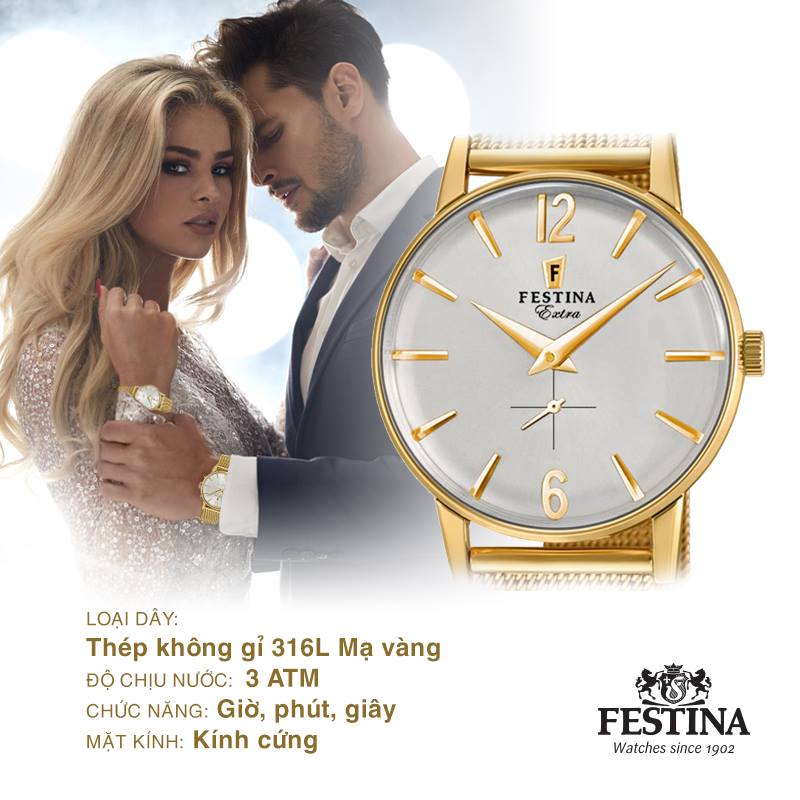 12
F
FESTINA
Extra
6
LOẠI DÂY:
Thép không gỉ 316L Mạ vàng
ĐỘ CHỊU NƯỚC: 3 ATM
CHỨC NĂNG: Giờ, phút, giây
MẶT KÍNH: Kính cứng
FESTINA
Watches since 1902